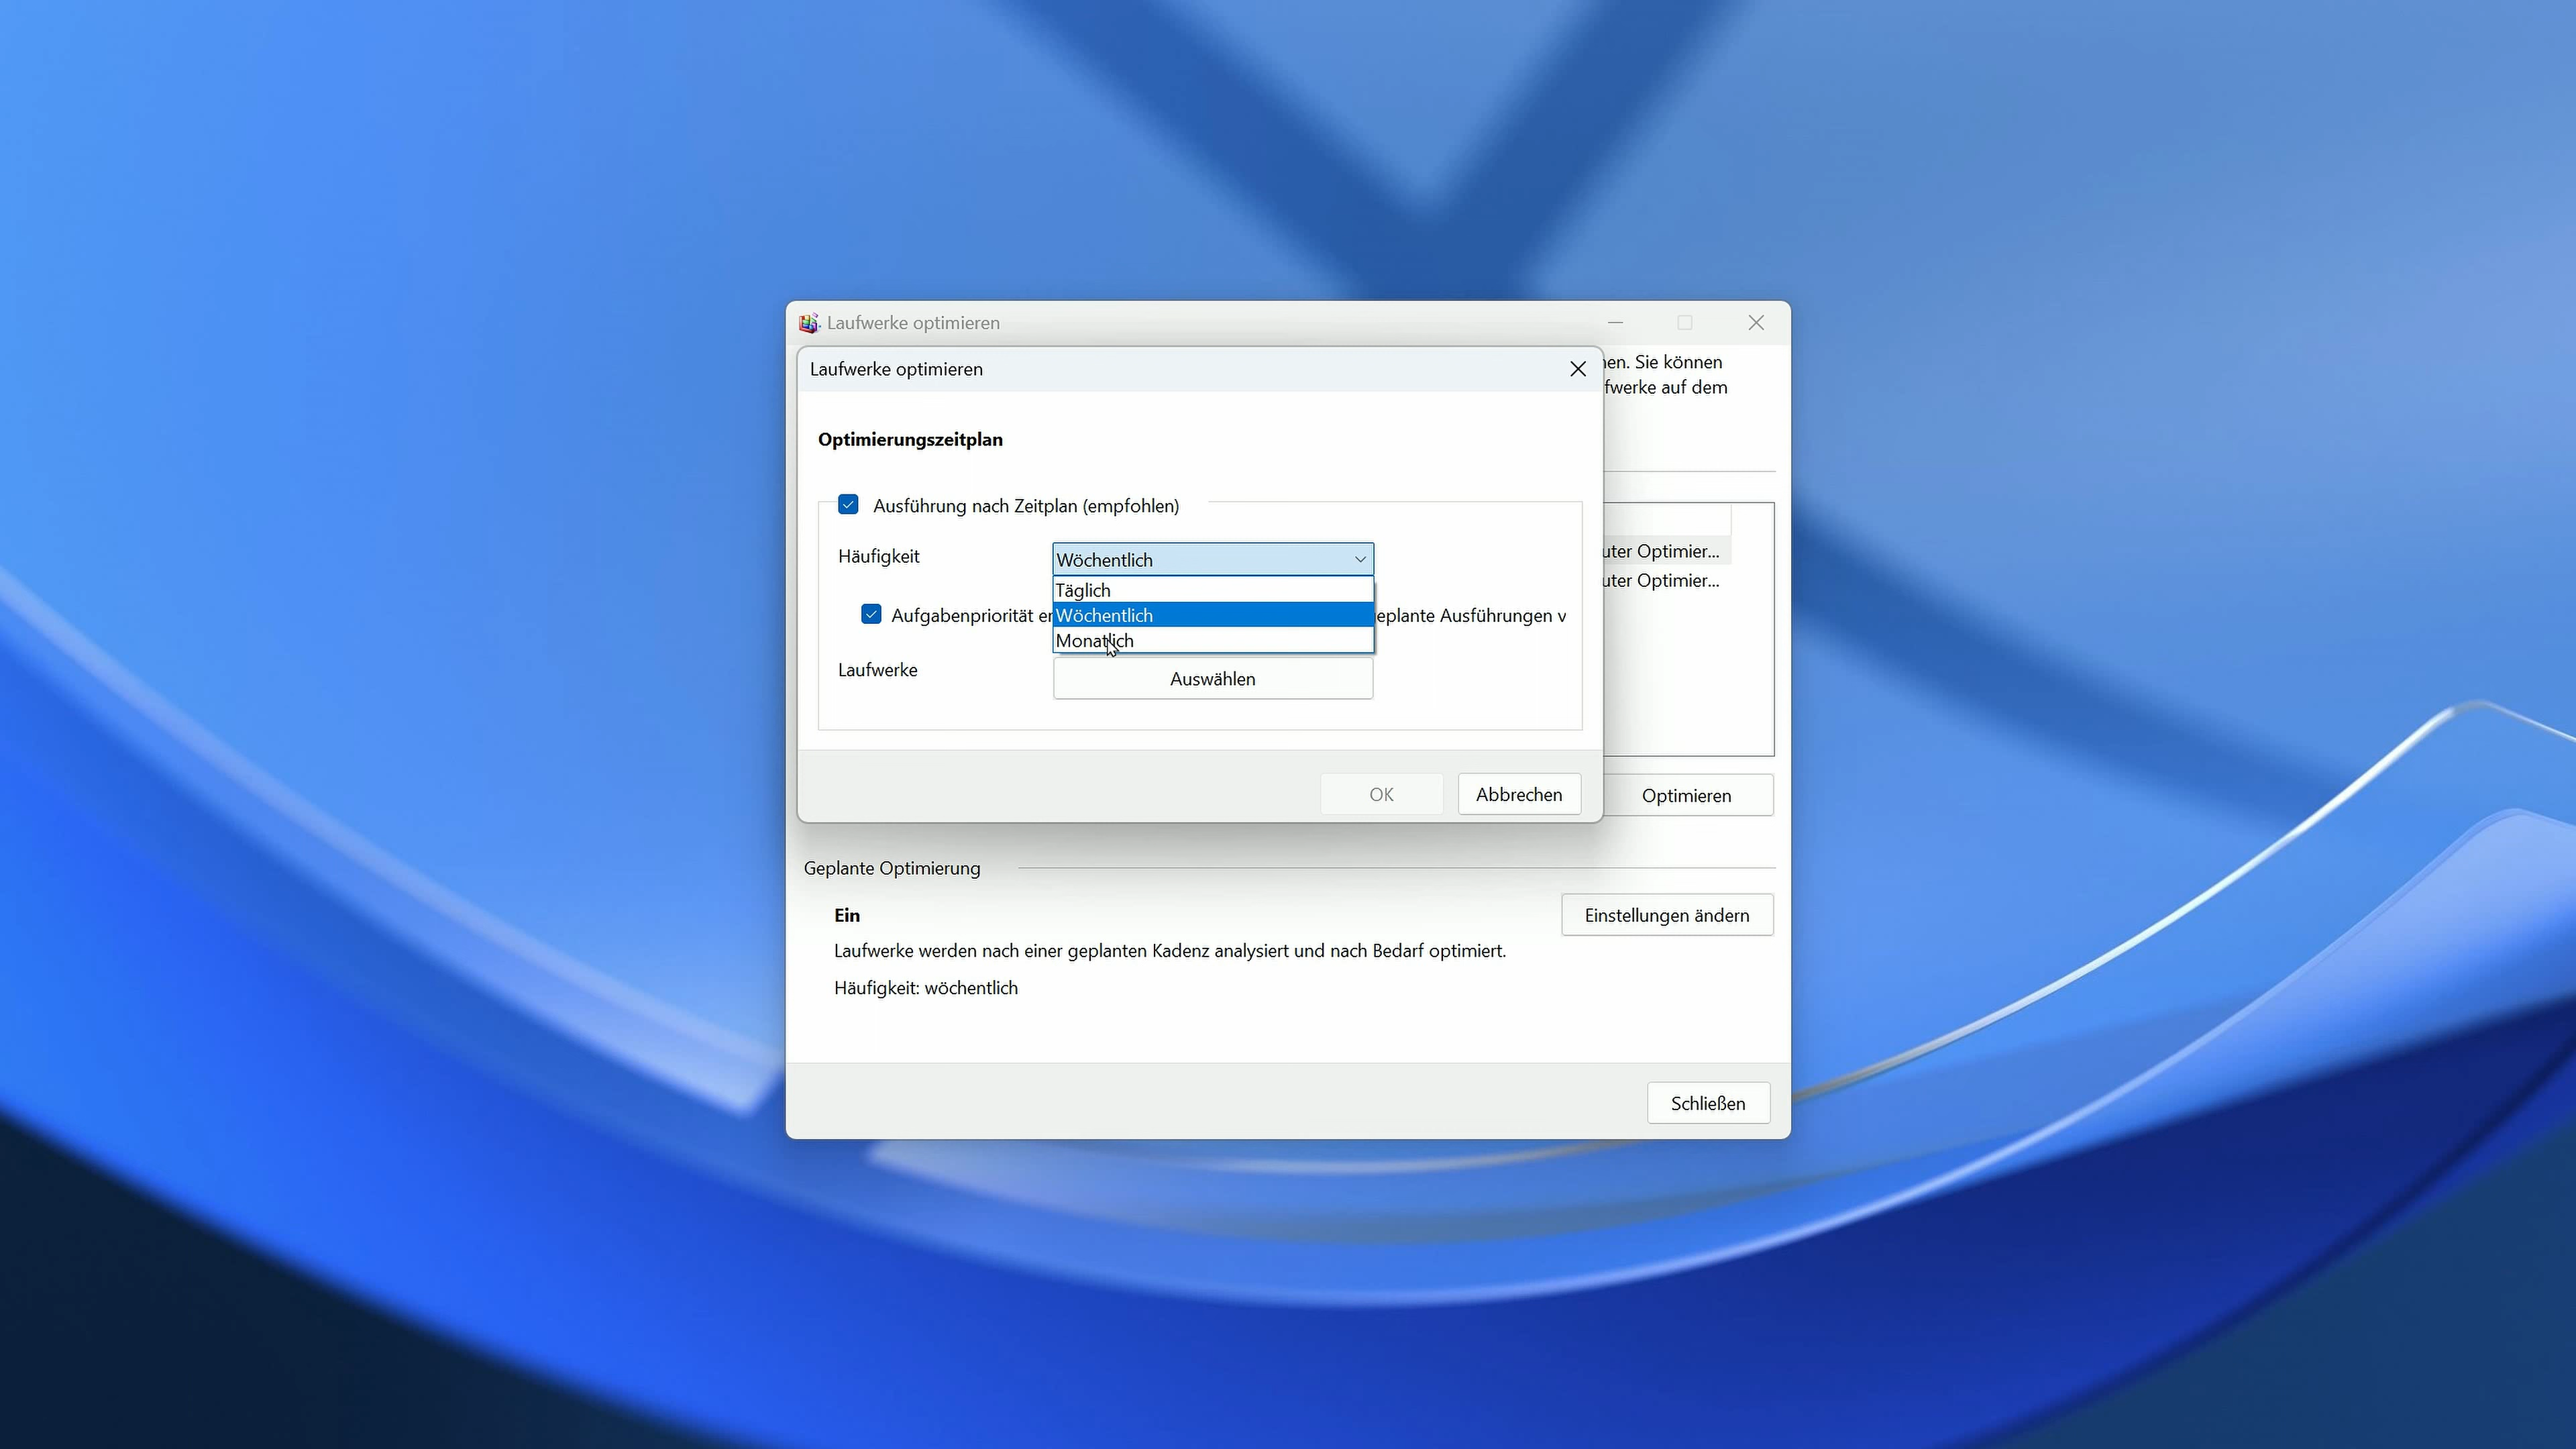 Laufwerke optimieren
Laufwerke optimieren
en. Sie können
fwerke auf dem
Optimierungszeitplan
Ausführung nach Zeitplan (empfohlen)
Häufigkeit
Wöchentlich
uter Optimier...
Täglich
uter Optimier...
Aufgabenpriorität er
Wöchentlich
eplante Ausführungen v
Monatlich
Laufwerke
Auswählen
OK
Abbrechen
Optimieren
Geplante Optimierung
Ein
Einstellungen ändern
Laufwerke werden nach einer geplanten Kadenz analysiert und nach Bedarf optimiert.
Häufigkeit: wöchentlich
Schließen